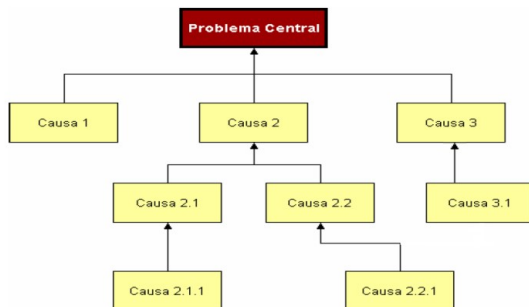 Problema Central
Causa 1
Causa 2
Causa 3
Causa 2.1
Causa 2.2
Causa 3.1
Causa 2.1.1
Causa 2.2.1